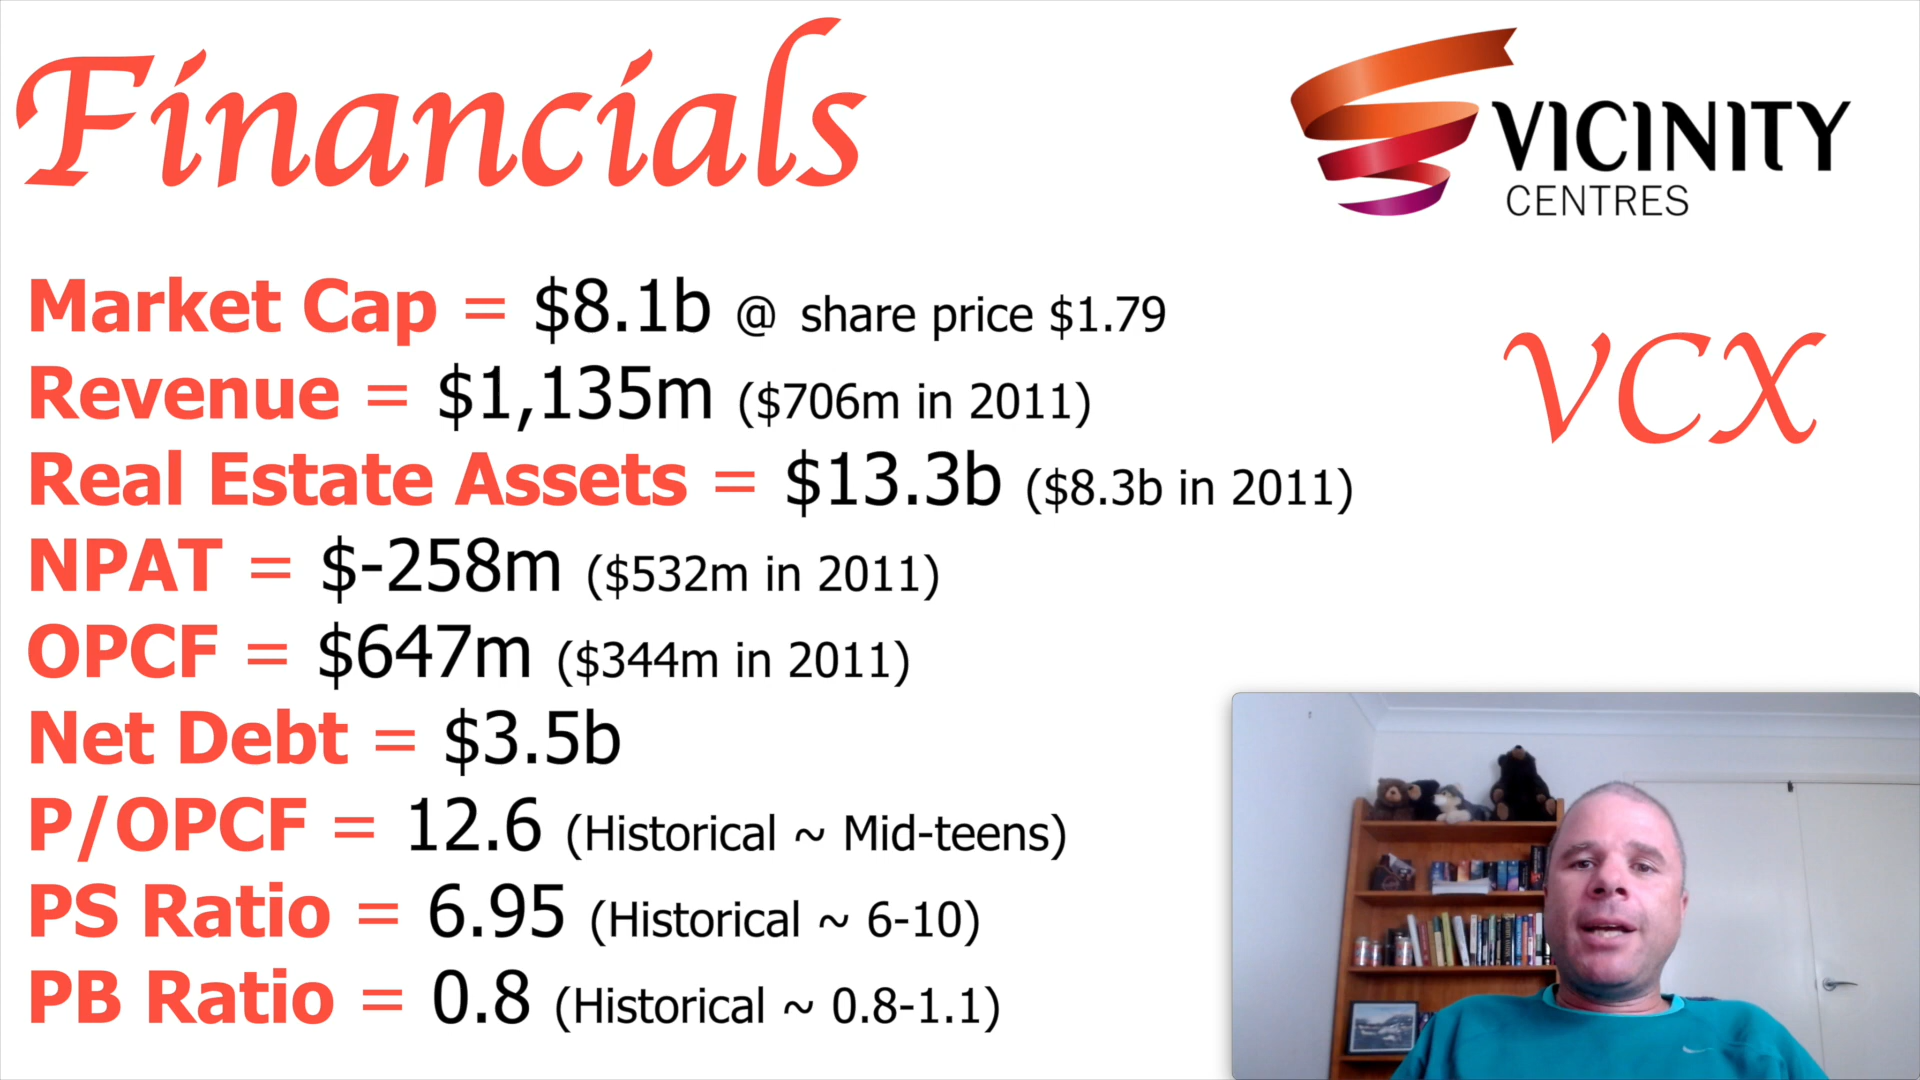 Financials
VICINITY
CENTRES
Market Cap = $8.1b @ share price $1.79
VCX
Revenue = $1,135m ($706m in 2011)
Real Estate Assets = $13.3b ($8.3b in 2011)
NPAT = $-258m ($532m in 2011)
OPCF = $647m ($344m in 2011)
Net Debt = $3.5b
P/OPCF = 12.6 (Historical ~ Mid-teens)
PS Ratio = 6.95 (Historical ~ 6-10)
PB Ratio = 0.8 (Historical ~ 0.8-1.1)